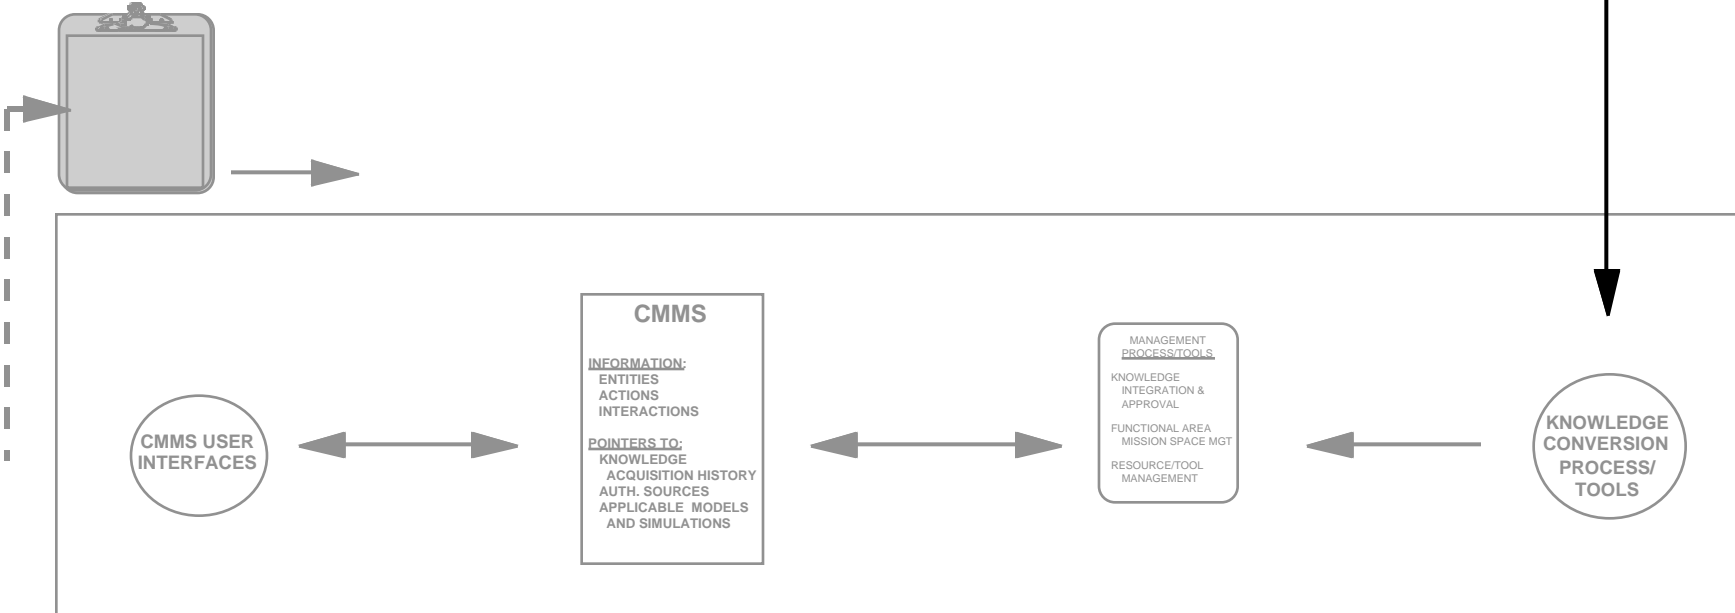 CMMS USER
INTERFACES
CMMS
INFORMATION:
ENTITIES
ACTIONS
INTERACTIONS
POINTERS TO:
KNOWLEDGE
ACQUISITION HISTORY
AUTH. SOURCES
APPLICABLE MODELS
AND SIMULATIONS
MANAGEMENT
PROCESS/TOOLS
KNOWLEDGE
INTEGRATION &
APPROVAL
FUNCTIONAL AREA
MISSION SPACE MGT
RESOURCE/TOOL
MANAGEMENT
KNOWLEDGE
CONVERSION
PROCESS/
TOOLS